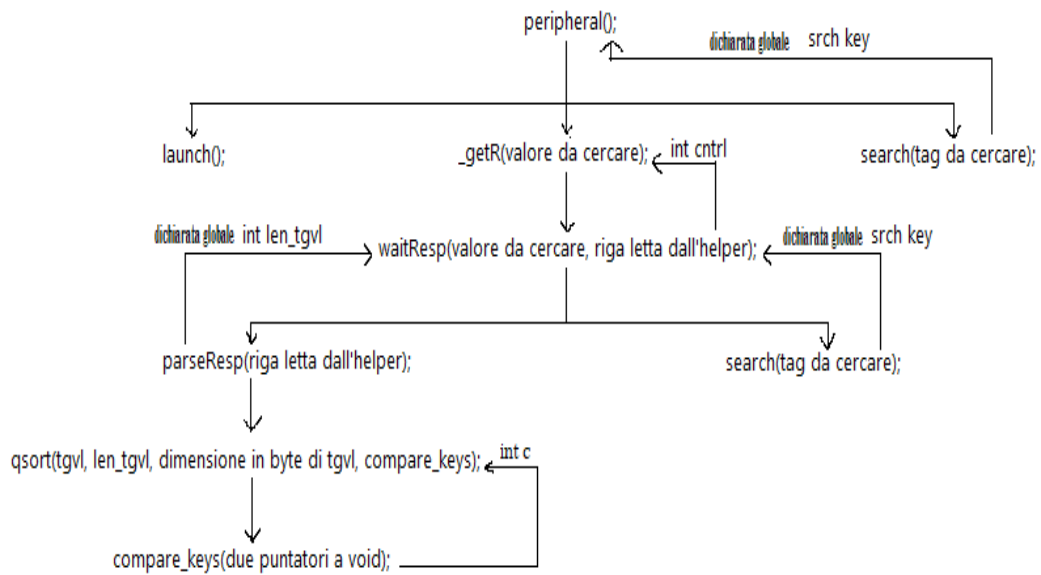 peripheral();
dichiarata globale srch key
launch();
_getR(valore da cercare);
int cntrl
search(tag da cercare);
dichiarata globale int len_tgvl
waitResp(valore da cercare, riga letta dall'helper);
dichiarata globale srch key
parseResp(riga letta dall'helper);
search(tag da cercare);
qsort(tgvl, len_tgvl, dimensione in byte di tgvl, compare_keys);
int c
compare_keys(due puntatori a void);